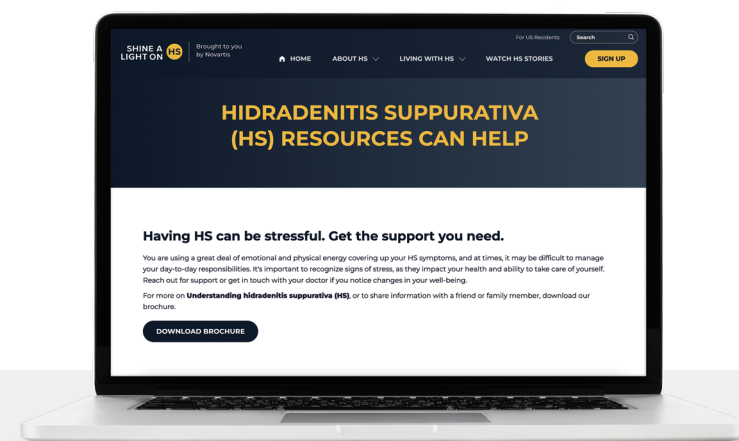 For US Residents
Search
SHINE A
LIGHT ON
HS
Brought to you
by Novartis
HOME
ABOUT HS
LIVING WITH HS
WATCH HS STORIES
SIGN UP
HIDRADENITIS SUPPURATIVA
(HS) RESOURCES CAN HELP
Having HS can be stressful. Get the support you need.
You are using a great deal of emotional and physical energy covering up your HS symptoms, and at times, it may be difficult to manage
your day-to-day responsibilities. It's important to recognize signs of stress, as they impact your health and ability to take care of yourself.
Reach out for support or get in touch with your doctor if you notice changes in your well-being.
For more on Understanding hidradenitis suppurativa (HS), or to share information with a friend or family member, download our
brochure.
DOWNLOAD BROCHURE